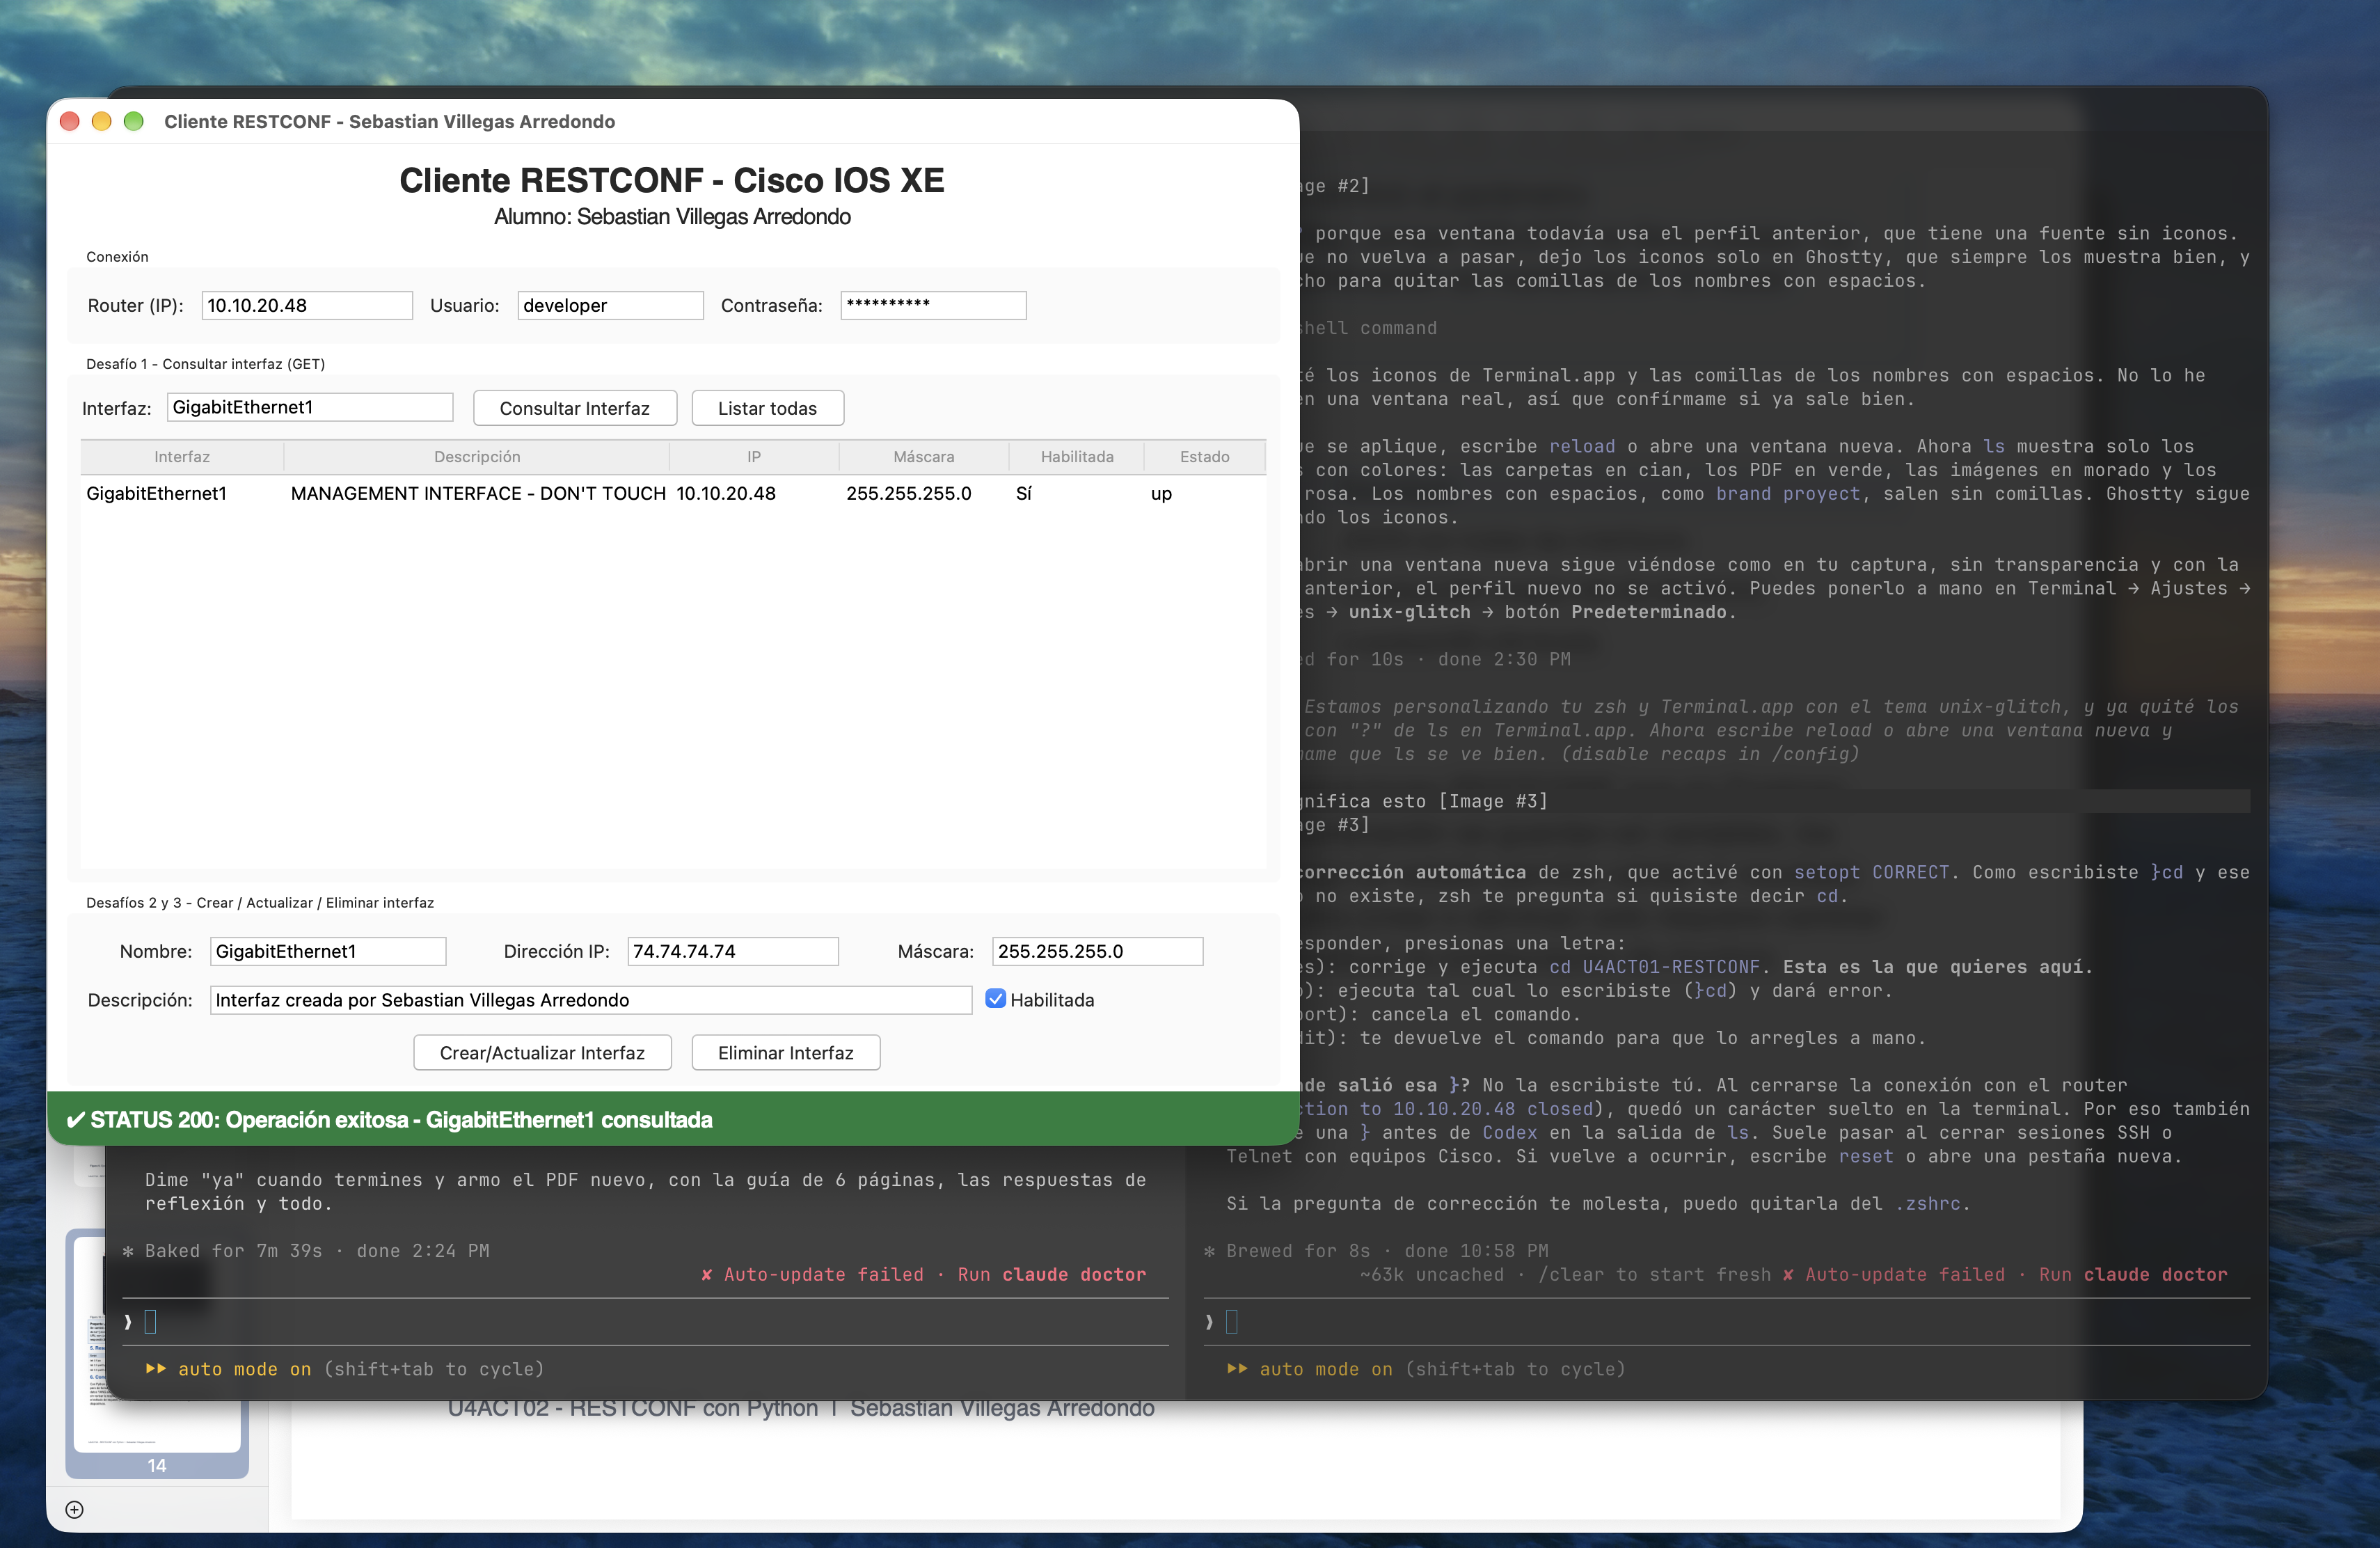 Cliente RESTCONF - Sebastian Villegas Arredondo
Cliente RESTCONF - Cisco IOS XE
Alumno: Sebastian Villegas Arredondo
Conexión
Router (IP): 10.10.20.48 Usuario: developer Contraseña: **********
Desafío 1 - Consultar interfaz (GET)
Interfaz: GigabitEthernet1 Consultar Interfaz Listar todas
Interfaz Descripción IP Máscara Habilitada Estado
GigabitEthernet1 MANAGEMENT INTERFACE - DON'T TOUCH 10.10.20.48 255.255.255.0 Sí up
Desafíos 2 y 3 - Crear / Actualizar / Eliminar interfaz
Nombre: GigabitEthernet1 Dirección IP: 74.74.74.74 Máscara: 255.255.255.0
Descripción: Interfaz creada por Sebastian Villegas Arredondo Habilitada
Crear/Actualizar Interfaz Eliminar Interfaz
✔ STATUS 200: Operación exitosa - GigabitEthernet1 consultada
Dime "ya" cuando termines y armo el PDF nuevo, con la guía de 6 páginas, las respuestas de
reflexión y todo.
✻ Baked for 7m 39s · done 2:24 PM
✘ Auto-update failed · Run claude doctor
❯
⏵⏵ auto mode on (shift+tab to cycle)
#2]
porque esa ventana todavía usa el perfil anterior, que tiene una fuente sin iconos.
no vuelva a pasar, dejo los iconos solo en Ghostty, que siempre los muestra bien, y
para quitar las comillas de los nombres con espacios.
shell command
los iconos de Terminal.app y las comillas de los nombres con espacios. No lo he
en una ventana real, así que confírmame si ya sale bien.
se aplique, escribe reload o abre una ventana nueva. Ahora ls muestra solo los
con colores: las carpetas en cian, los PDF en verde, las imágenes en morado y los
rosa. Los nombres con espacios, como brand proyect, salen sin comillas. Ghostty sigue
los iconos.
abrir una ventana nueva sigue viéndose como en tu captura, sin transparencia y con la
anterior, el perfil nuevo no se activó. Puedes ponerlo a mano en Terminal → Ajustes →
→ unix-glitch → botón Predeterminado.
for 10s · done 2:30 PM
Estamos personalizando tu zsh y Terminal.app con el tema unix-glitch, y ya quité los
con "?" de ls en Terminal.app. Ahora escribe reload o abre una ventana nueva y
que ls se ve bien. (disable recaps in /config)
esto [Image #3]
#3]
corrección automática de zsh, que activé con setopt CORRECT. Como escribiste }cd y ese
no existe, zsh te pregunta si quisiste decir cd.
presionas una letra:
corrige y ejecuta cd U4ACT01-RESTCONF. Esta es la que quieres aquí.
ejecuta tal cual lo escribiste (}cd) y dará error.
cancela el comando.
te devuelve el comando para que lo arregles a mano.
salió esa }? No la escribiste tú. Al cerrarse la conexión con el router
to 10.10.20.48 closed), quedó un carácter suelto en la terminal. Por eso también
una } antes de Codex en la salida de ls. Suele pasar al cerrar sesiones SSH o
Telnet con equipos Cisco. Si vuelve a ocurrir, escribe reset o abre una pestaña nueva.
Si la pregunta de corrección te molesta, puedo quitarla del .zshrc.
✻ Brewed for 8s · done 10:58 PM
~63k uncached · /clear to start fresh ✘ Auto-update failed · Run claude doctor
❯
⏵⏵ auto mode on (shift+tab to cycle)
U4ACT02 - RESTCONF con Python | Sebastian Villegas Arredondo
14